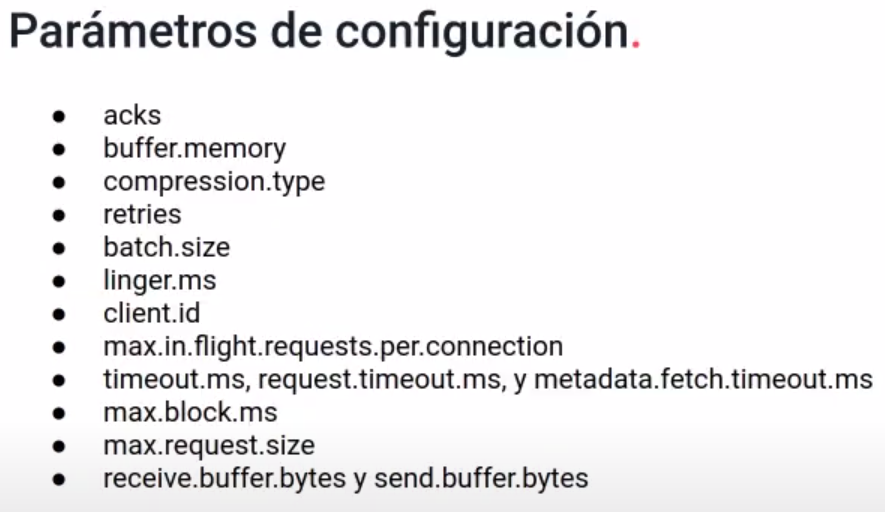 Parámetros de configuración.
● acks
● buffer.memory
● compression.type
● retries
● batch.size
● linger.ms
● client.id
● max.in.flight.requests.per.connection
● timeout.ms, request.timeout.ms, y metadata.fetch.timeout.ms
● max.block.ms
● max.request.size
● receive.buffer.bytes y send.buffer.bytes